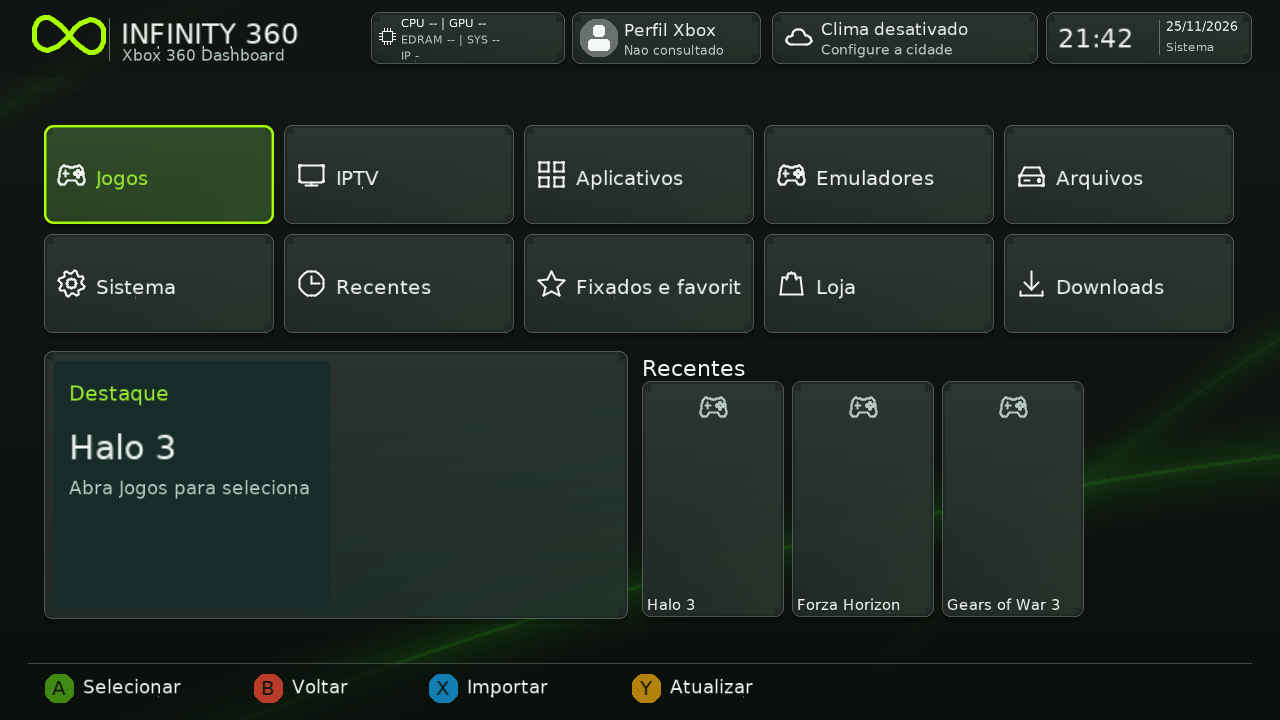 INFINITY 360
Xbox 360 Dashboard
CPU -- | GPU --
EDRAM -- | SYS --
IP -
Perfil Xbox
Nao consultado
Clima desativado
Configure a cidade
21:42
25/11/2026
Sistema
Jogos
IPTV
Aplicativos
Emuladores
Arquivos
Sistema
Recentes
Fixados e favorit
Loja
Downloads
Destaque
Halo 3
Abra Jogos para seleciona
Recentes
Halo 3
Forza Horizon
Gears of War 3
A Selecionar
B Voltar
X Importar
Y Atualizar